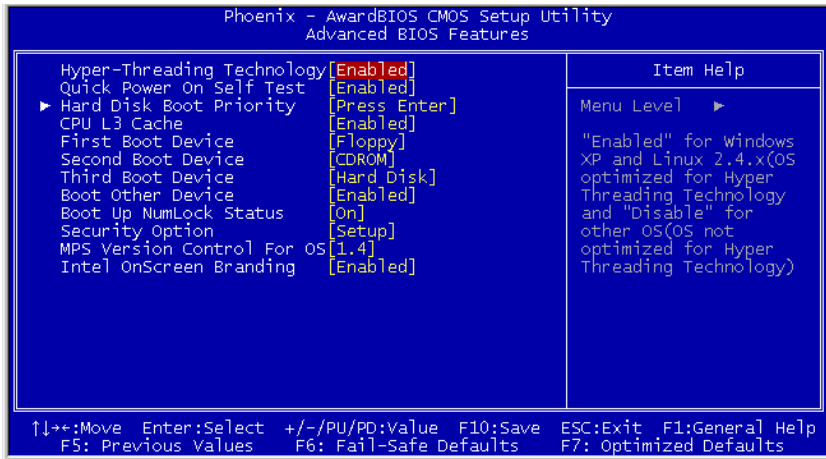 Phoenix - AwardBIOS CMOS Setup Utility
Advanced BIOS Features
Hyper-Threading Technology[Enabled]
Quick Power On Self Test [Enabled]
► Hard Disk Boot Priority [Press Enter]
CPU L3 Cache [Enabled]
First Boot Device [Floppy]
Second Boot Device [CDROM]
Third Boot Device [Hard Disk]
Boot Other Device [Enabled]
Boot Up NumLock Status [On]
Security Option [Setup]
MPS Version Control For OS[1.4]
Intel OnScreen Branding [Enabled]
Item Help
Menu Level ►
"Enabled" for Windows
XP and Linux 2.4.x(OS
optimized for Hyper
Threading Technology
and "Disable" for
other OS(OS not
optimized for Hyper
Threading Technology)
↑↓→←:Move Enter:Select +/-/PU/PD:Value F10:Save ESC:Exit F1:General Help
F5: Previous Values F6: Fail-Safe Defaults F7: Optimized Defaults